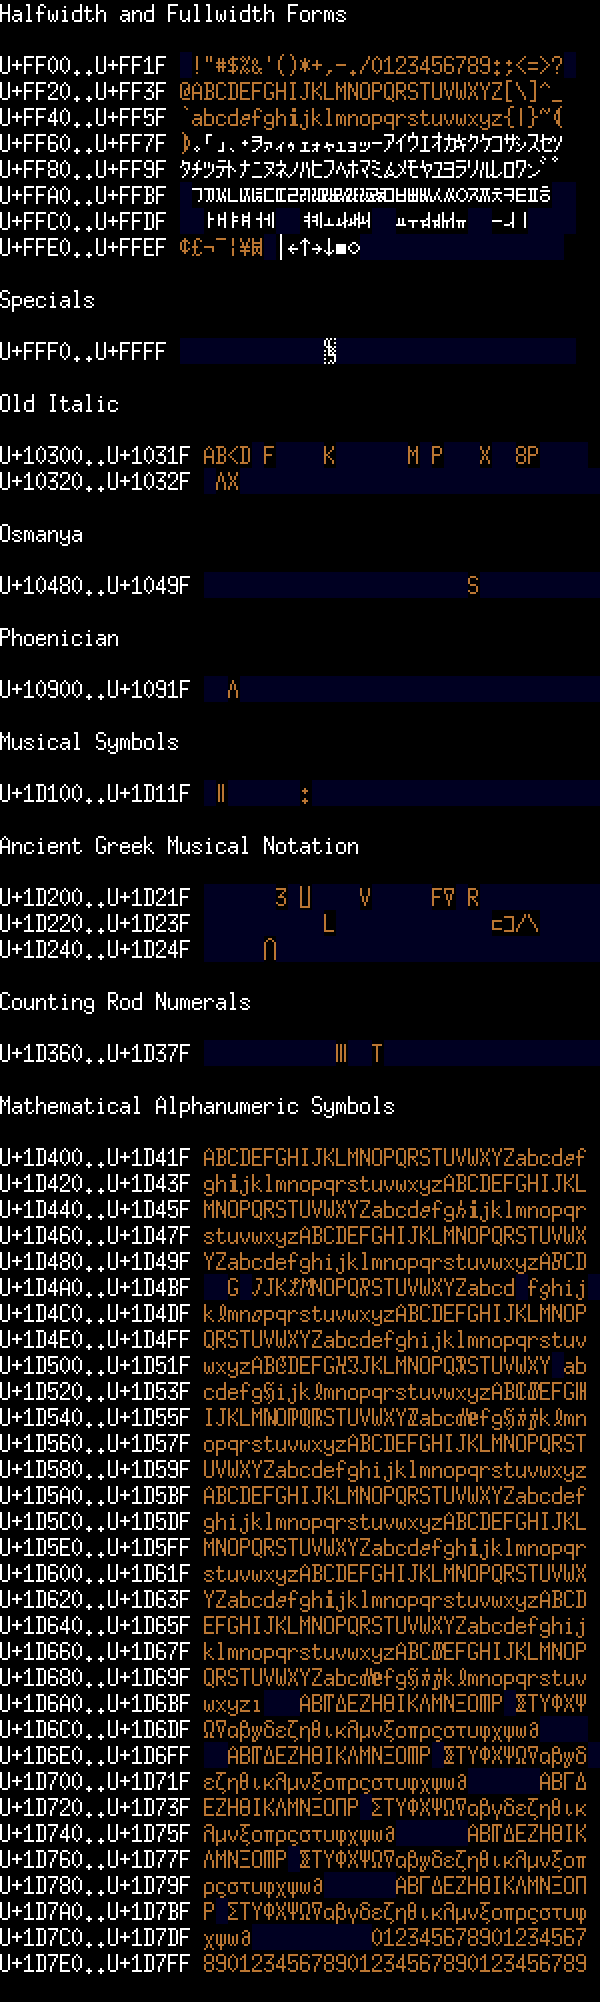 Halfwidth and Fullwidth Forms
U+FF00..U+FF1F  !"#$%&'()*+,-./0123456789:;<=>?
U+FF20..U+FF3F @ABCDEFGHIJKLMNOPQRSTUVWXYZ[\]^_
U+FF40..U+FF5F `abcdefghijklmnopqrstuvwxyz{|}~⦅
U+FF60..U+FF7F ⦆。「」、・ヲァィゥェォャュョッーアイウエオカキクケコサシスセソ
U+FF80..U+FF9F タチツテトナニヌネノハヒフヘホマミムメモヤユヨラリルレロワン゙゚
U+FFA0..U+FFBF ﾡﾢﾣﾤﾥﾦﾧﾨﾩﾪﾫﾬﾭﾮﾯﾰﾱﾲﾳﾴﾵﾶﾷﾸﾹﾺﾻﾼﾽﾾ
U+FFC0..U+FFDF ￂￃￄￅￆￇ ￊￋￌￍￎￏ ￒￓￔￕￖￗ ￚￛￜ
U+FFE0..U+FFEF ¢£¬¯¦¥₩ │←↑→↓■○
Specials
U+FFF0..U+FFFF �
Old Italic
U+10300..U+1031F AB<D F K M P X 8P
U+10320..U+1032F ΛX
Osmanya
U+10480..U+1049F S
Phoenician
U+10900..U+1091F Λ
Musical Symbols
U+1D100..U+1D11F ‖ :
Ancient Greek Musical Notation
U+1D200..U+1D21F 3 ∐ V F∇ R
U+1D220..U+1D23F L ⊏⊐/\
U+1D240..U+1D24F ⋂
Counting Rod Numerals
U+1D360..U+1D37F Ⅲ T
Mathematical Alphanumeric Symbols
U+1D400..U+1D41F ABCDEFGHIJKLMNOPQRSTUVWXYZabcdef
U+1D420..U+1D43F ghijklmnopqrstuvwxyzABCDEFGHIJKL
U+1D440..U+1D45F MNOPQRSTUVWXYZabcdefghijklmnopqr
U+1D460..U+1D47F stuvwxyzABCDEFGHIJKLMNOPQRSTUVWX
U+1D480..U+1D49F YZabcdefghijklmnopqrstuvwxyzABCD
U+1D4A0..U+1D4BF G IJKLMNOPQRSTUVWXYZabcd fghij
U+1D4C0..U+1D4DF klmnopqrstuvwxyzABCDEFGHIJKLMNOP
U+1D4E0..U+1D4FF QRSTUVWXYZabcdefghijklmnopqrstuv
U+1D500..U+1D51F wxyzABCDEFGHIJKLMNOPQRSTUVWXY ab
U+1D520..U+1D53F cdefghijklmnopqrstuvwxyzABCDEFGH
U+1D540..U+1D55F IJKLMNOPQRSTUVWXYZabcdefghijklmn
U+1D560..U+1D57F opqrstuvwxyzABCDEFGHIJKLMNOPQRST
U+1D580..U+1D59F UVWXYZabcdefghijklmnopqrstuvwxyz
U+1D5A0..U+1D5BF ABCDEFGHIJKLMNOPQRSTUVWXYZabcdef
U+1D5C0..U+1D5DF ghijklmnopqrstuvwxyzABCDEFGHIJKL
U+1D5E0..U+1D5FF MNOPQRSTUVWXYZabcdefghijklmnopqr
U+1D600..U+1D61F stuvwxyzABCDEFGHIJKLMNOPQRSTUVWX
U+1D620..U+1D63F YZabcdefghijklmnopqrstuvwxyzABCD
U+1D640..U+1D65F EFGHIJKLMNOPQRSTUVWXYZabcdefghij
U+1D660..U+1D67F klmnopqrstuvwxyzABCDEFGHIJKLMNOP
U+1D680..U+1D69F QRSTUVWXYZabcdefghijklmnopqrstuv
U+1D6A0..U+1D6BF wxyzı ΑΒΓΔΕΖΗΘΙΚΛΜΝΞΟΠΡ ΣΤΥΦΧΨ
U+1D6C0..U+1D6DF Ω∇αβγδεζηθικλμνξοπρςστυφχψω∂
U+1D6E0..U+1D6FF ΑΒΓΔΕΖΗΘΙΚΛΜΝΞΟΠΡ ΣΤΥΦΧΨΩ∇αβγδ
U+1D700..U+1D71F εζηθικλμνξοπρςστυφχψω∂ ΑΒΓΔ
U+1D720..U+1D73F ΕΖΗΘΙΚΛΜΝΞΟΠΡ ΣΤΥΦΧΨΩ∇αβγδεζηθικ
U+1D740..U+1D75F λμνξοπρςστυφχψω∂ ΑΒΓΔΕΖΗΘΙΚ
U+1D760..U+1D77F ΛΜΝΞΟΠΡ ΣΤΥΦΧΨΩ∇αβγδεζηθικλμνξοπ
U+1D780..U+1D79F ρςστυφχψω∂ ΑΒΓΔΕΖΗΘΙΚΛΜΝΞΟΠ
U+1D7A0..U+1D7BF Ρ ΣΤΥΦΧΨΩ∇αβγδεζηθικλμνξοπρςστυφ
U+1D7C0..U+1D7DF χψω∂ 012345678901234567
U+1D7E0..U+1D7FF 89012345678901234567890123456789